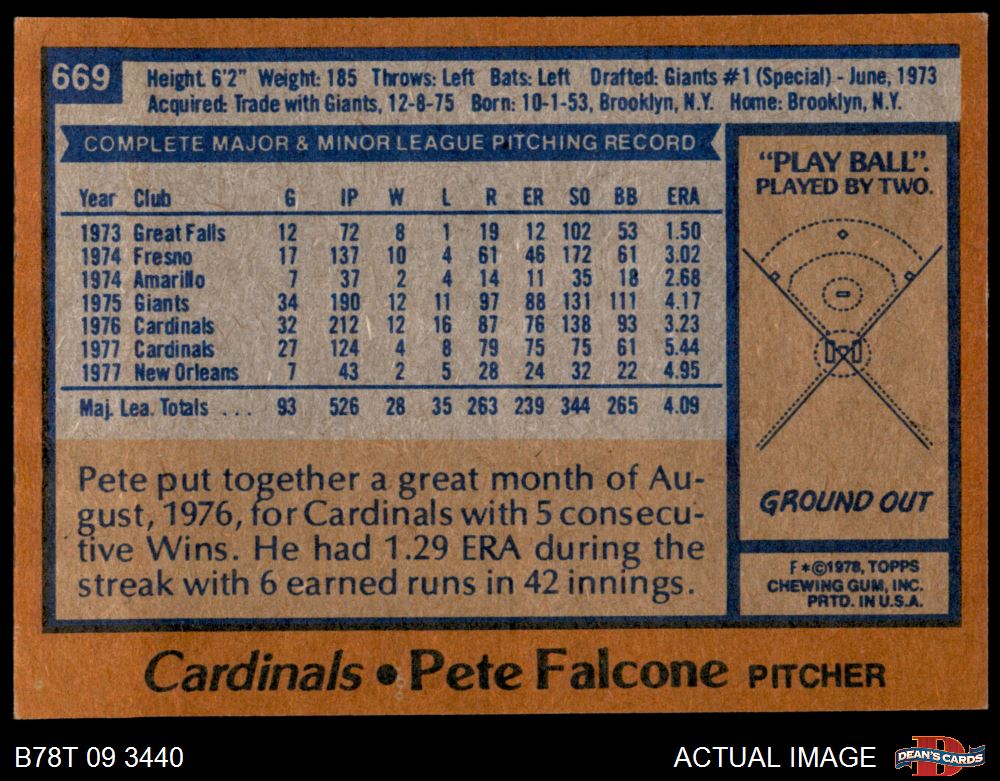 669
Height: 6'2" Weight: 185 Throws: Left Bats: Left Drafted: Giants #1 (Special) - June, 1973
Acquired: Trade with Giants, 12-8-75 Born: 10-1-53, Brooklyn, N.Y. Home: Brooklyn, N.Y.
COMPLETE MAJOR & MINOR LEAGUE PITCHING RECORD
Year Club G IP W L R ER SO BB ERA
1973 Great Falls 12 72 8 1 19 12 102 53 1.50
1974 Fresno 17 137 10 4 61 46 172 61 3.02
1974 Amarillo 7 37 2 4 14 11 35 18 2.68
1975 Giants 34 190 12 11 97 88 131 111 4.17
1976 Cardinals 32 212 12 16 87 76 138 93 3.23
1977 Cardinals 27 124 4 8 79 75 75 61 5.44
1977 New Orleans 7 43 2 5 28 24 32 22 4.95
Maj. Lea. Totals . . . 93 526 28 35 263 239 344 265 4.09
Pete put together a great month of Au-
gust, 1976, for Cardinals with 5 consecu-
tive Wins. He had 1.29 ERA during the
streak with 6 earned runs in 42 innings.
"PLAY BALL".
PLAYED BY TWO.
GROUND OUT
F*©1978, TOPPS
CHEWING GUM, INC.
PRTD. IN U.S.A.
Cardinals • Pete Falcone PITCHER
B78T 09 3440
ACTUAL IMAGE
D
DEAN'S CARDS